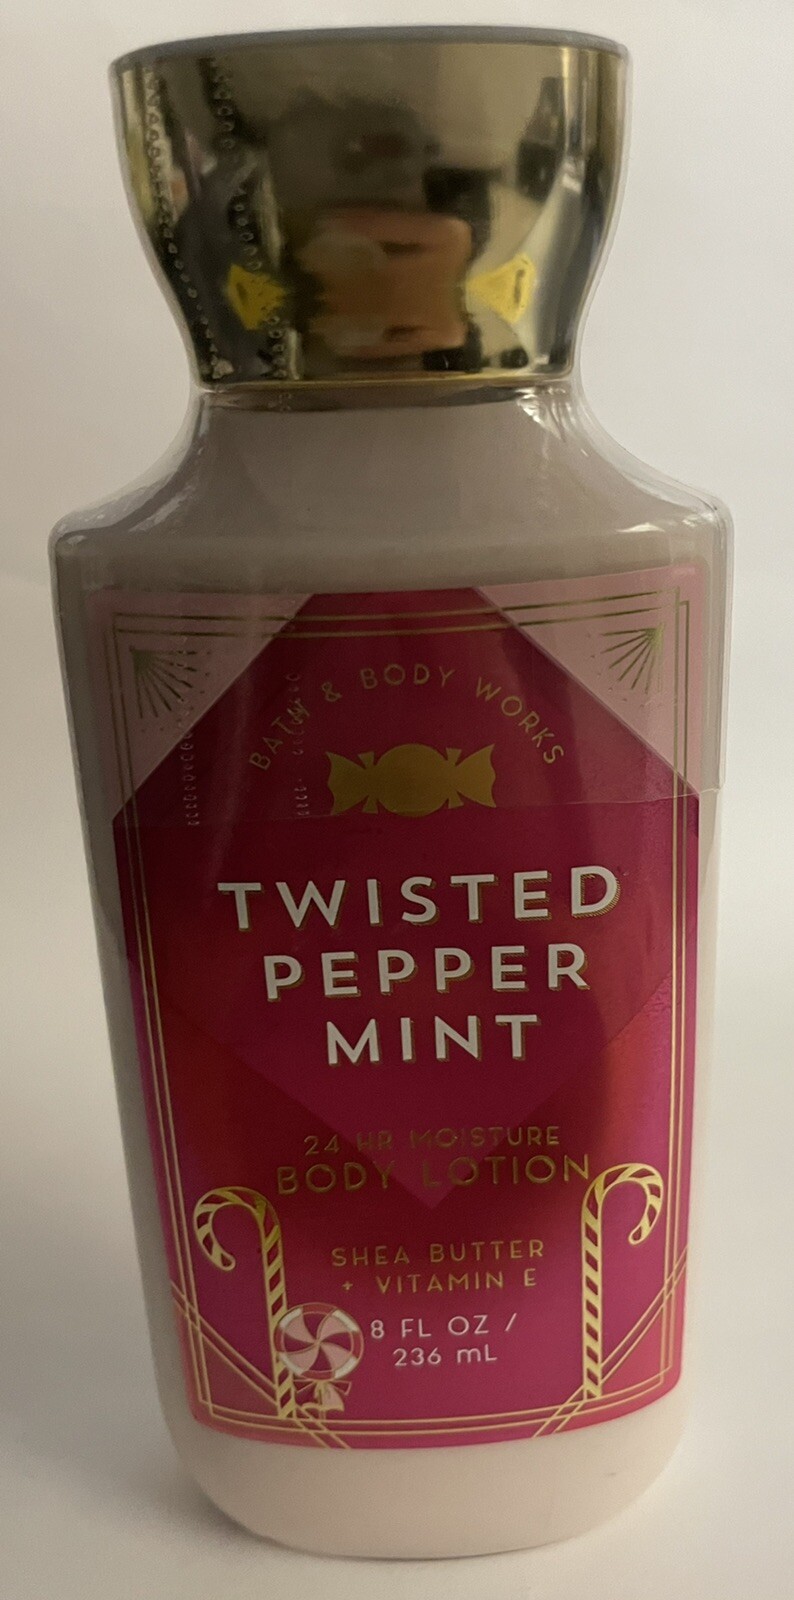 BATH & BODY WORKS
TWISTED
PEPPER
MINT
24 HR MOISTURE
BODY LOTION
SHEA BUTTER
+ VITAMIN E
8 FL OZ /
236 mL